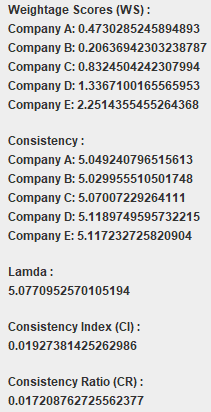 Weightage Scores (WS) :
Company A: 0.4730285245894893
Company B: 0.20636942303238787
Company C: 0.8324504242307994
Company D: 1.3367100165565953
Company E: 2.2514355455264368
Consistency :
Company A: 5.049240796515613
Company B: 5.029955510501748
Company C: 5.07007229264111
Company D: 5.1189749595732215
Company E: 5.117232725820904
Lamda :
5.0770952570105194
Consistency Index (CI) :
0.01927381425262986
Consistency Ratio (CR) :
0.017208762725562377